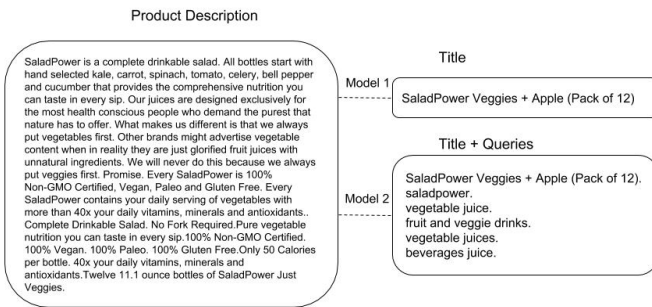 Product Description
SaladPower is a complete drinkable salad. All bottles start with
hand selected kale, carrot, spinach, tomato, celery, bell pepper
and cucumber that provides the comprehensive nutrition you
can taste in every sip. Our juices are designed exclusively for
the most health conscious people who demand the purest that
nature has to offer. What makes us different is that we always
put vegetables first. Other brands might advertise vegetable
content when in reality they are just glorified fruit juices with
unnatural ingredients. We will never do this because we always
put veggies first. Promise. Every SaladPower is 100%
Non-GMO Certified, Vegan, Paleo and Gluten Free. Every
SaladPower contains your daily serving of vegetables with
more than 40x your daily vitamins, minerals and antioxidants..
Complete Drinkable Salad. No Fork Required.Pure vegetable
nutrition you can taste in every sip.100% Non-GMO Certified.
100% Vegan. 100% Paleo. 100% Gluten Free.Only 50 Calories
per bottle. 40x your daily vitamins, minerals and
antioxidants.Twelve 11.1 ounce bottles of SaladPower Just
Veggies.
Model 1
Title
SaladPower Veggies + Apple (Pack of 12)
Model 2
Title + Queries
SaladPower Veggies + Apple (Pack of 12).
saladpower.
vegetable juice.
fruit and veggie drinks.
vegetable juices.
beverages juice.